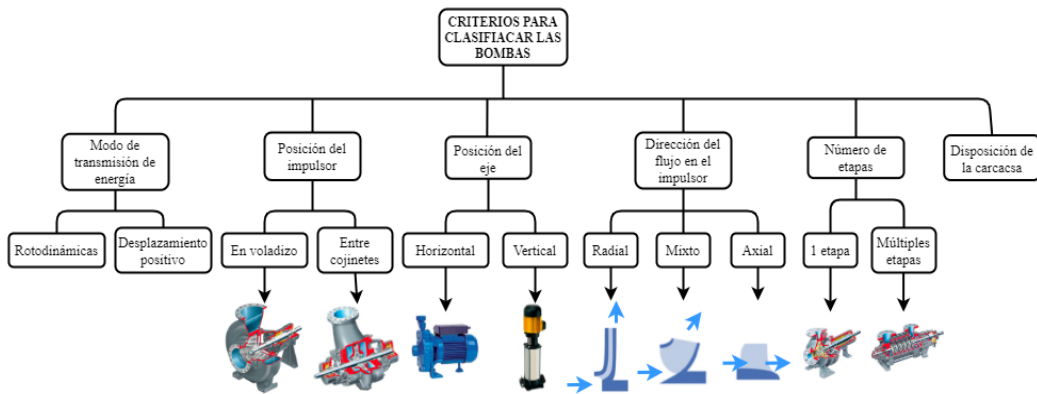 CRITERIOS PARA
CLASIFIACAR LAS
BOMBAS
Modo de
transmisión de
energía
Posición del
impulsor
Posición del
eje
Dirección del
flujo en el
impulsor
Número de
etapas
Disposición de
la carcacsa
Rotodinámicas
Desplazamiento
positivo
En voladizo
Entre
cojinetes
Horizontal
Vertical
Radial
Mixto
Axial
1 etapa
Múltiples
etapas